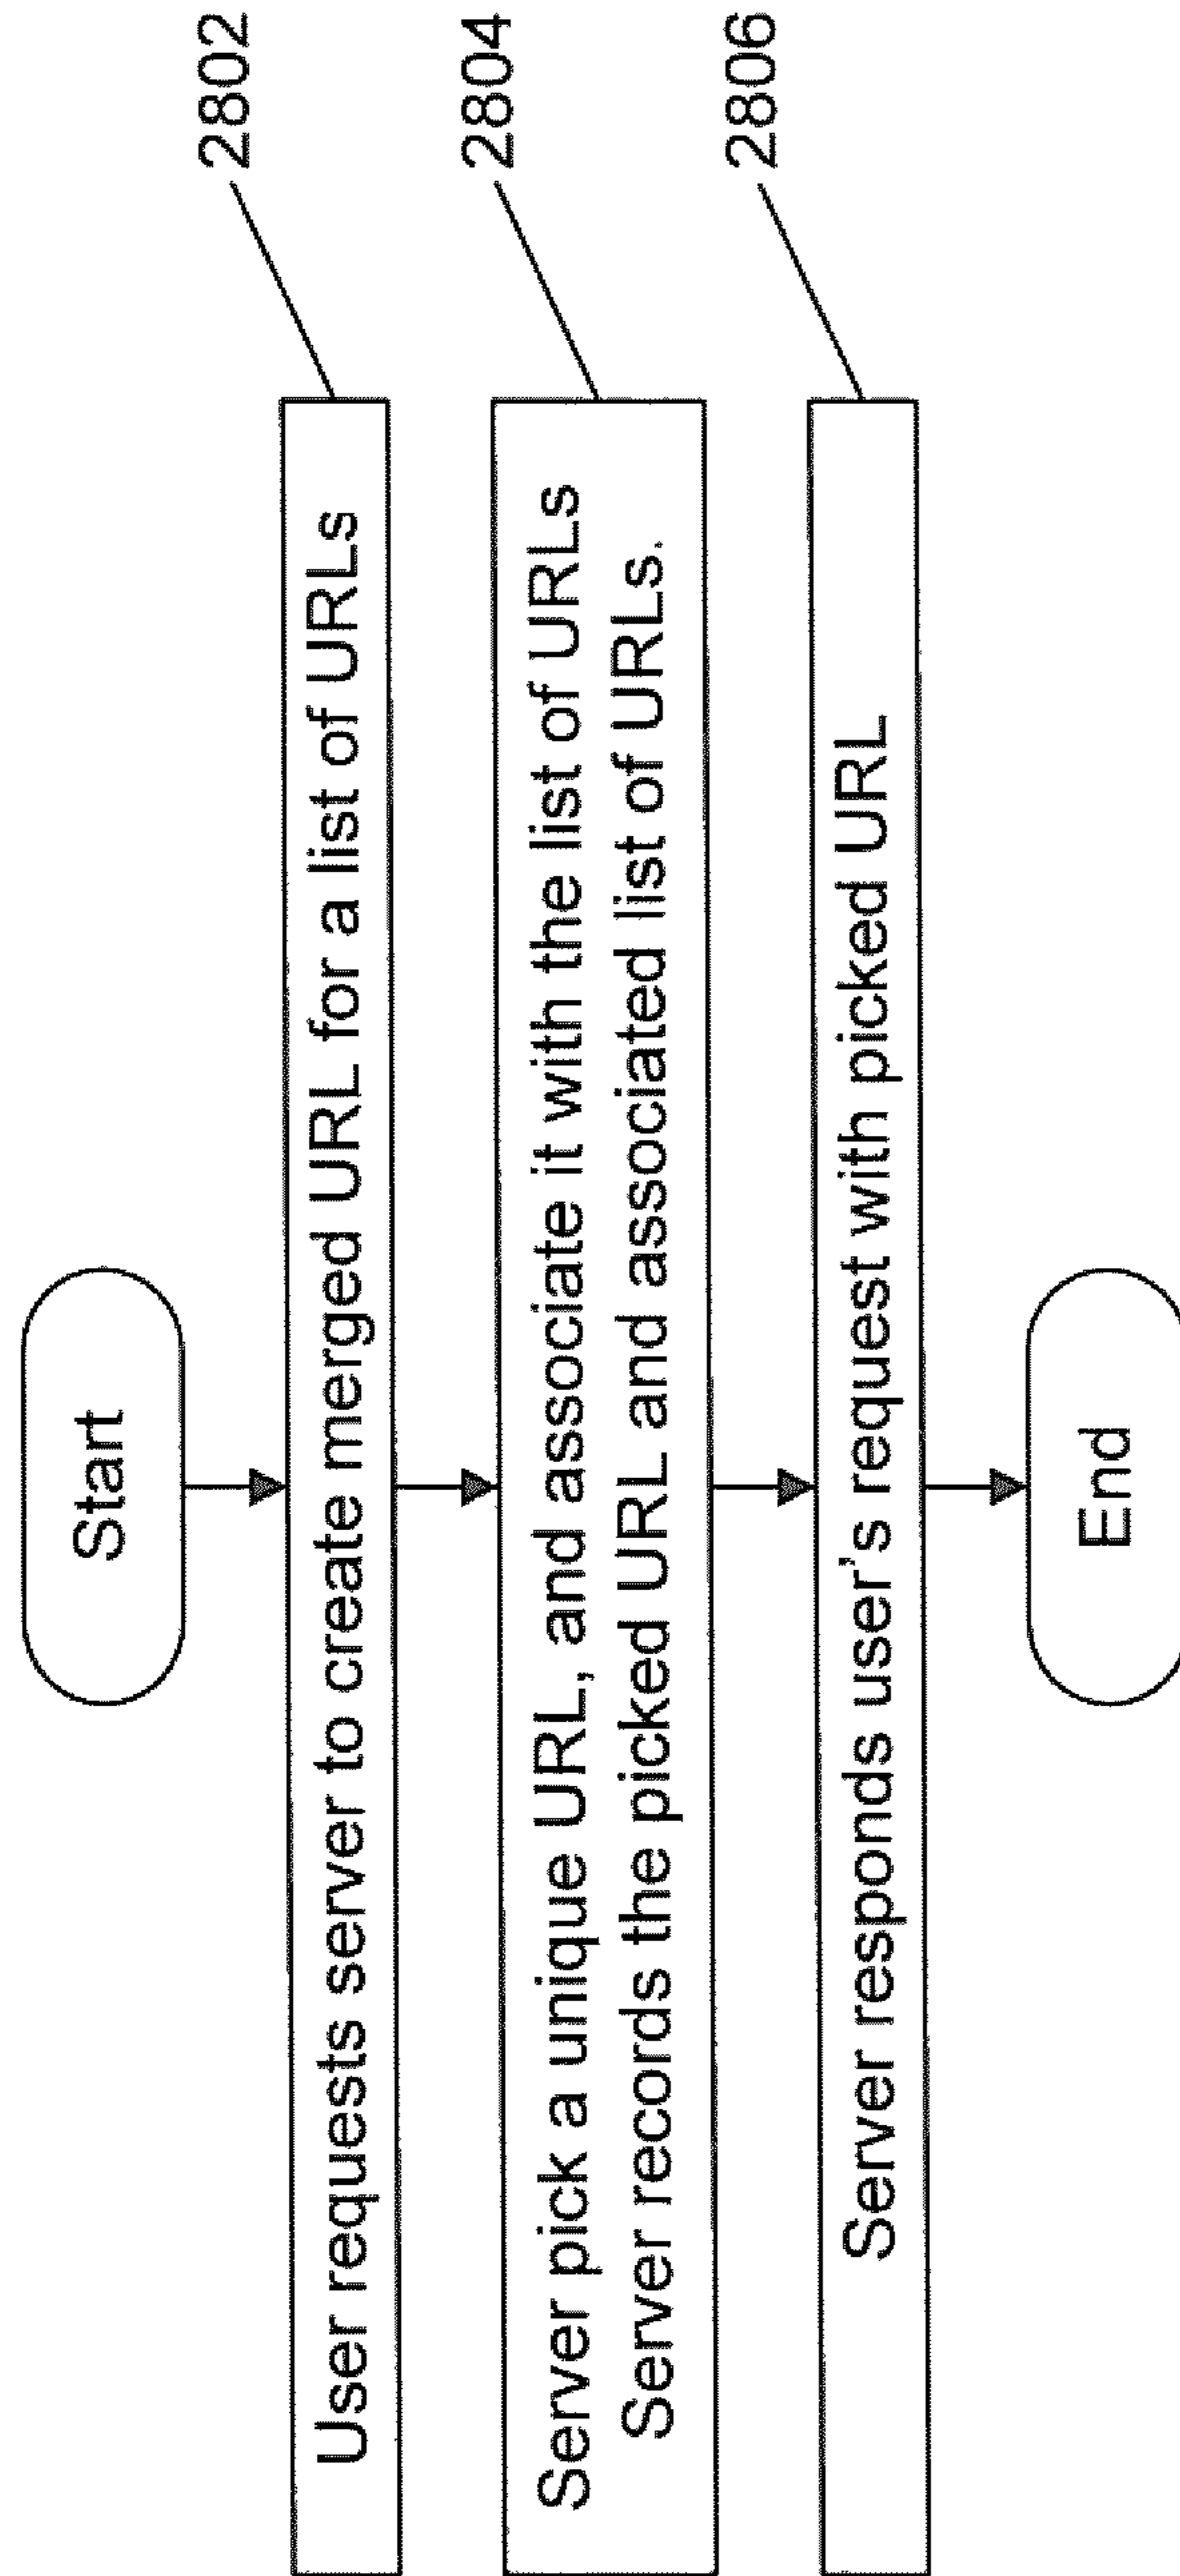 Start
User requests server to create merged URL for a list of URLs
2802
Server pick a unique URL, and associate it with the list of URLs
Server records the picked URL and associated list of URLs.
2804
Server responds user's request with picked URL
2806
End